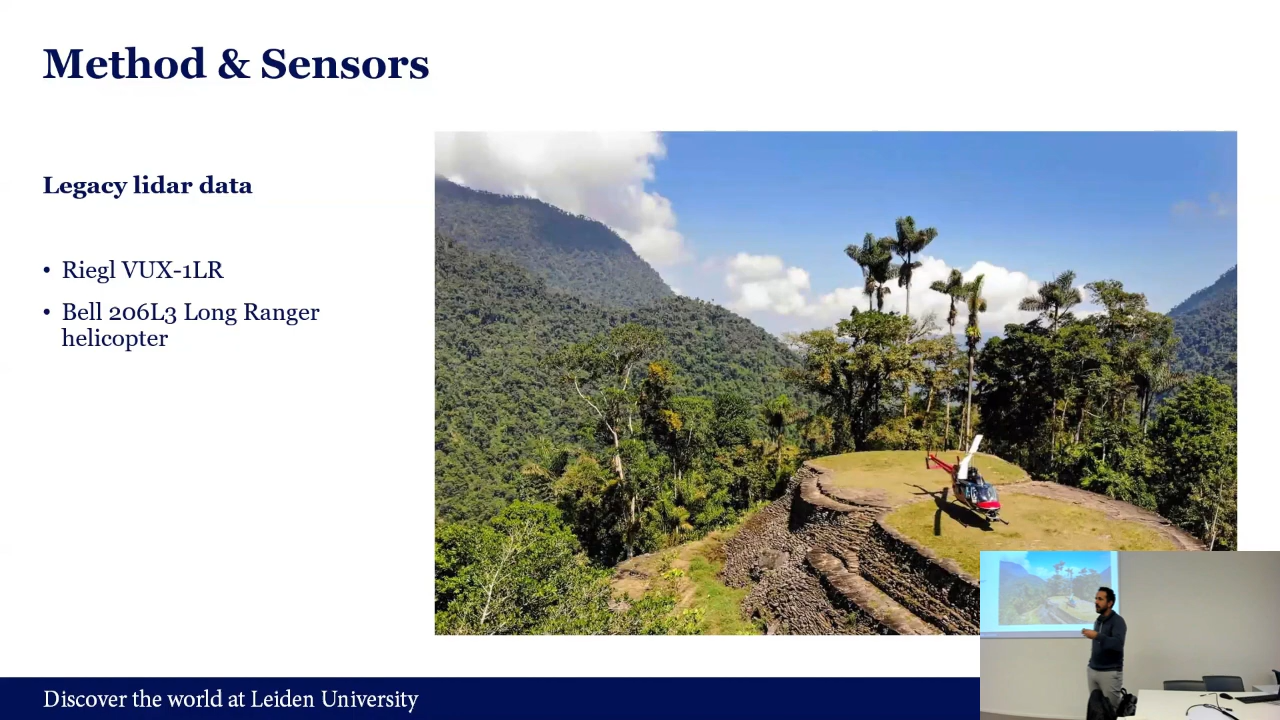 Method & Sensors
Legacy lidar data
• Riegl VUX-1LR
• Bell 206L3 Long Ranger
helicopter
Discover the world at Leiden University